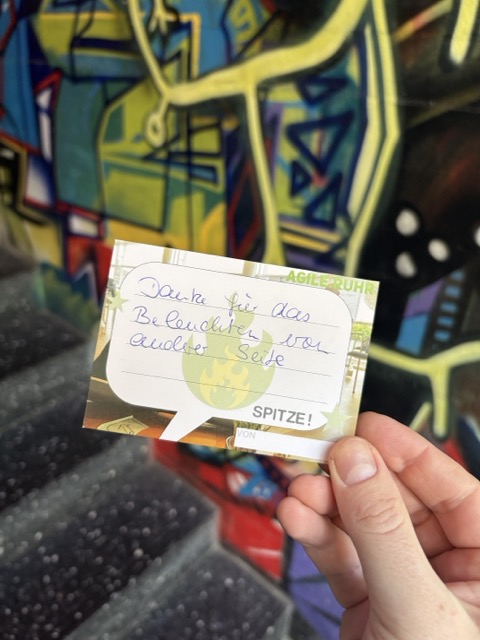 AGILE RUHR
Danke für das
Beleuchten von
andrer Seite
SPITZE!
VON